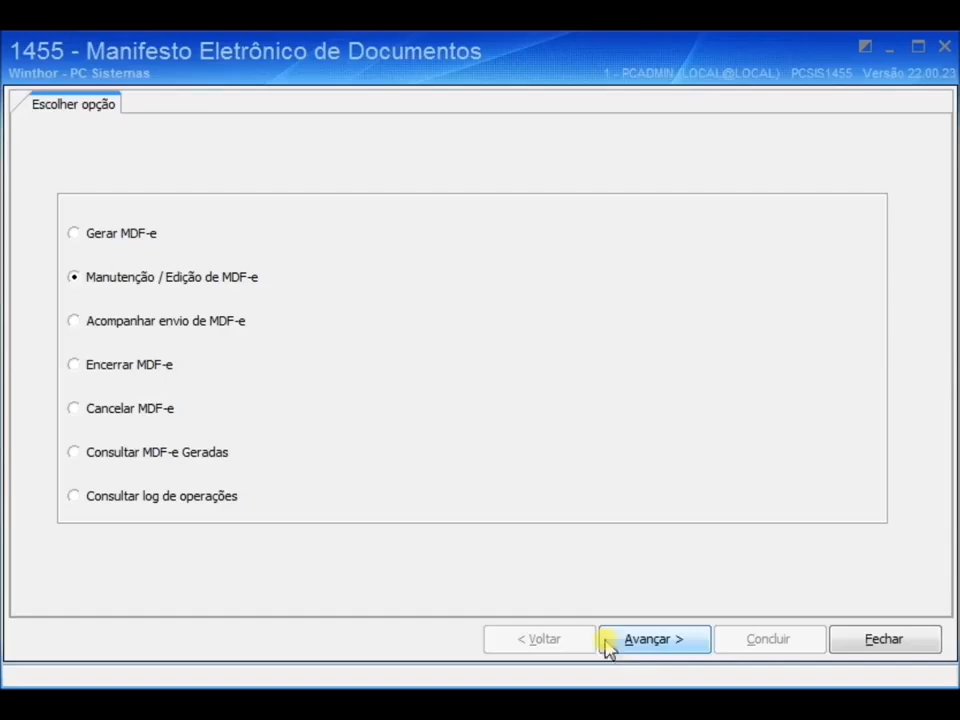 1455 - Manifesto Eletrônico de Documentos
Winthor - PC Sistemas
1 - PCADMIN (LOCAL@LOCAL) PCSIS1455 Versão 22.00.23
Escolher opção
Gerar MDF-e
Manutenção / Edição de MDF-e
Acompanhar envio de MDF-e
Encerrar MDF-e
Cancelar MDF-e
Consultar MDF-e Geradas
Consultar log de operações
< Voltar
Avançar >
Concluir
Fechar